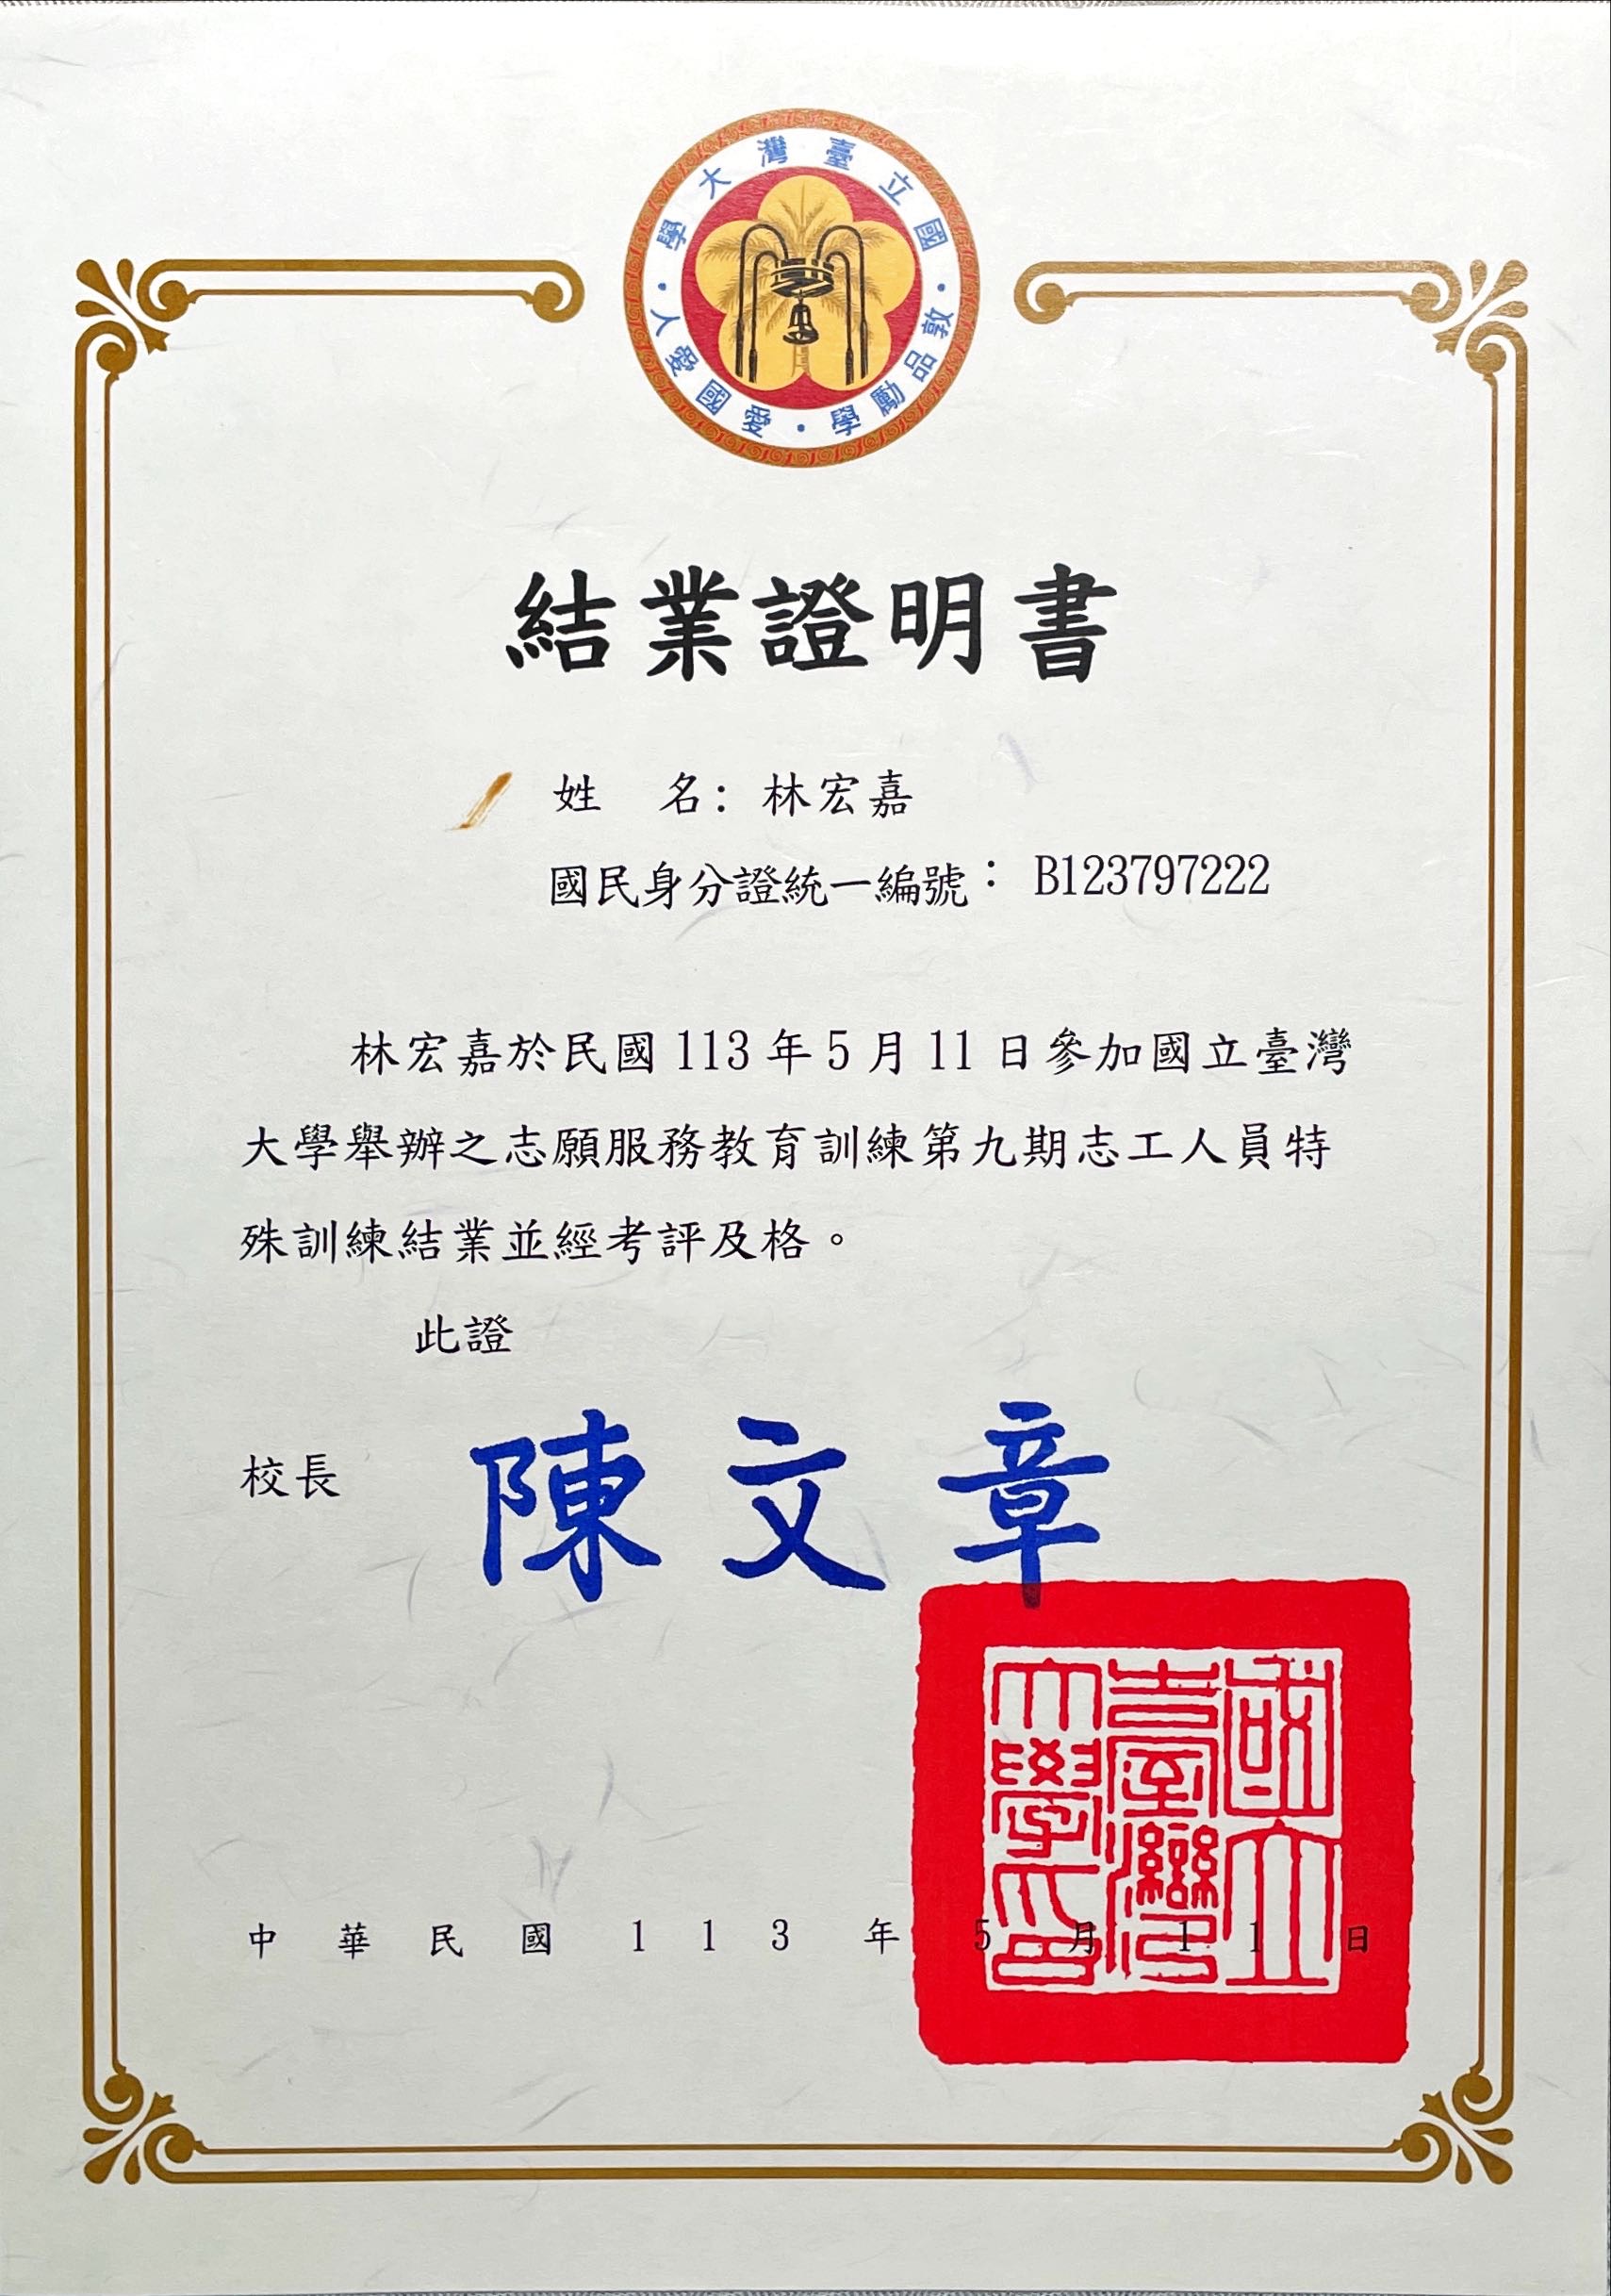 國立臺灣大學
敦品勵學・愛國愛人
結業證明書
姓 名：林宏嘉
國民身分證統一編號：B123797222
林宏嘉於民國113年5月11日參加國立臺灣
大學舉辦之志願服務教育訓練第九期志工人員特
殊訓練結業並經考評及格。
此證
校長 陳文章
國立臺灣大學印
中華民國113年5月11日